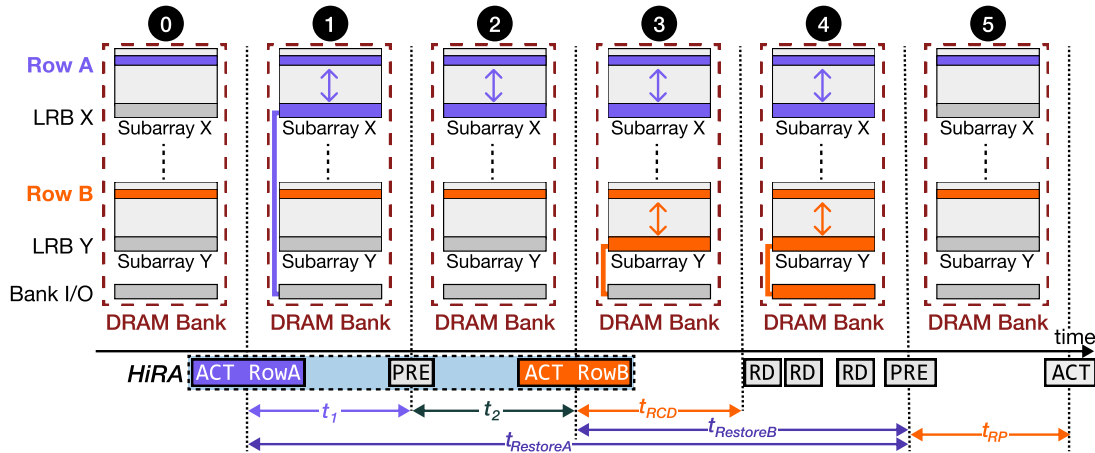 0 1 2 3 4 5
Row A
LRB X
Subarray X Subarray X Subarray X Subarray X Subarray X Subarray X
Row B
LRB Y
Subarray Y Subarray Y Subarray Y Subarray Y Subarray Y Subarray Y
Bank I/O
DRAM Bank DRAM Bank DRAM Bank DRAM Bank DRAM Bank DRAM Bank
time
HiRA ACT RowA PRE ACT RowB RD RD RD PRE ACT
t1 t2 tRCD
tRestoreB tRP
tRestoreA